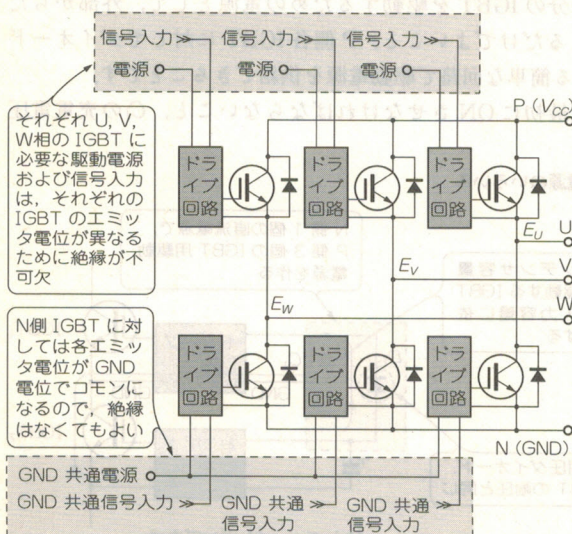 信号入力≫ 信号入力≫ 信号入力≫
電源 電源 電源
P (VCC)
それぞれ U, V,
W相の IGBT に
必要な駆動電源
および信号入力
は，それぞれの
IGBT のエミッ
タ電位が異なる
ために絶縁が不
可欠
ドラ
イブ
回路
ドラ
イブ
回路
ドラ
イブ
回路
EU U
EV V
EW W
N側 IGBT に対
しては各エミッ
タ電位が GND
電位でコモンに
なるので，絶縁
はなくてもよい
ドラ
イブ
回路
ドラ
イブ
回路
ドラ
イブ
回路
N (GND)
GND 共通電源
GND 共通信号入力≫
GND 共通≫
信号入力
GND 共通≫
信号入力